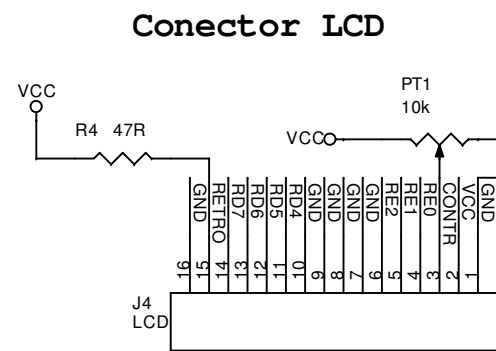 Conector LCD
PT1
10k
VCC
R4 47R
VCC
GND
RETRO
RD7
RD6
RD5
RD4
GND
GND
GND
GND
RE2
RE1
RE0
CONTR
VCC
GND
16
15
14
13
12
11
10
9
8
7
6
5
4
3
2
1
J4
LCD